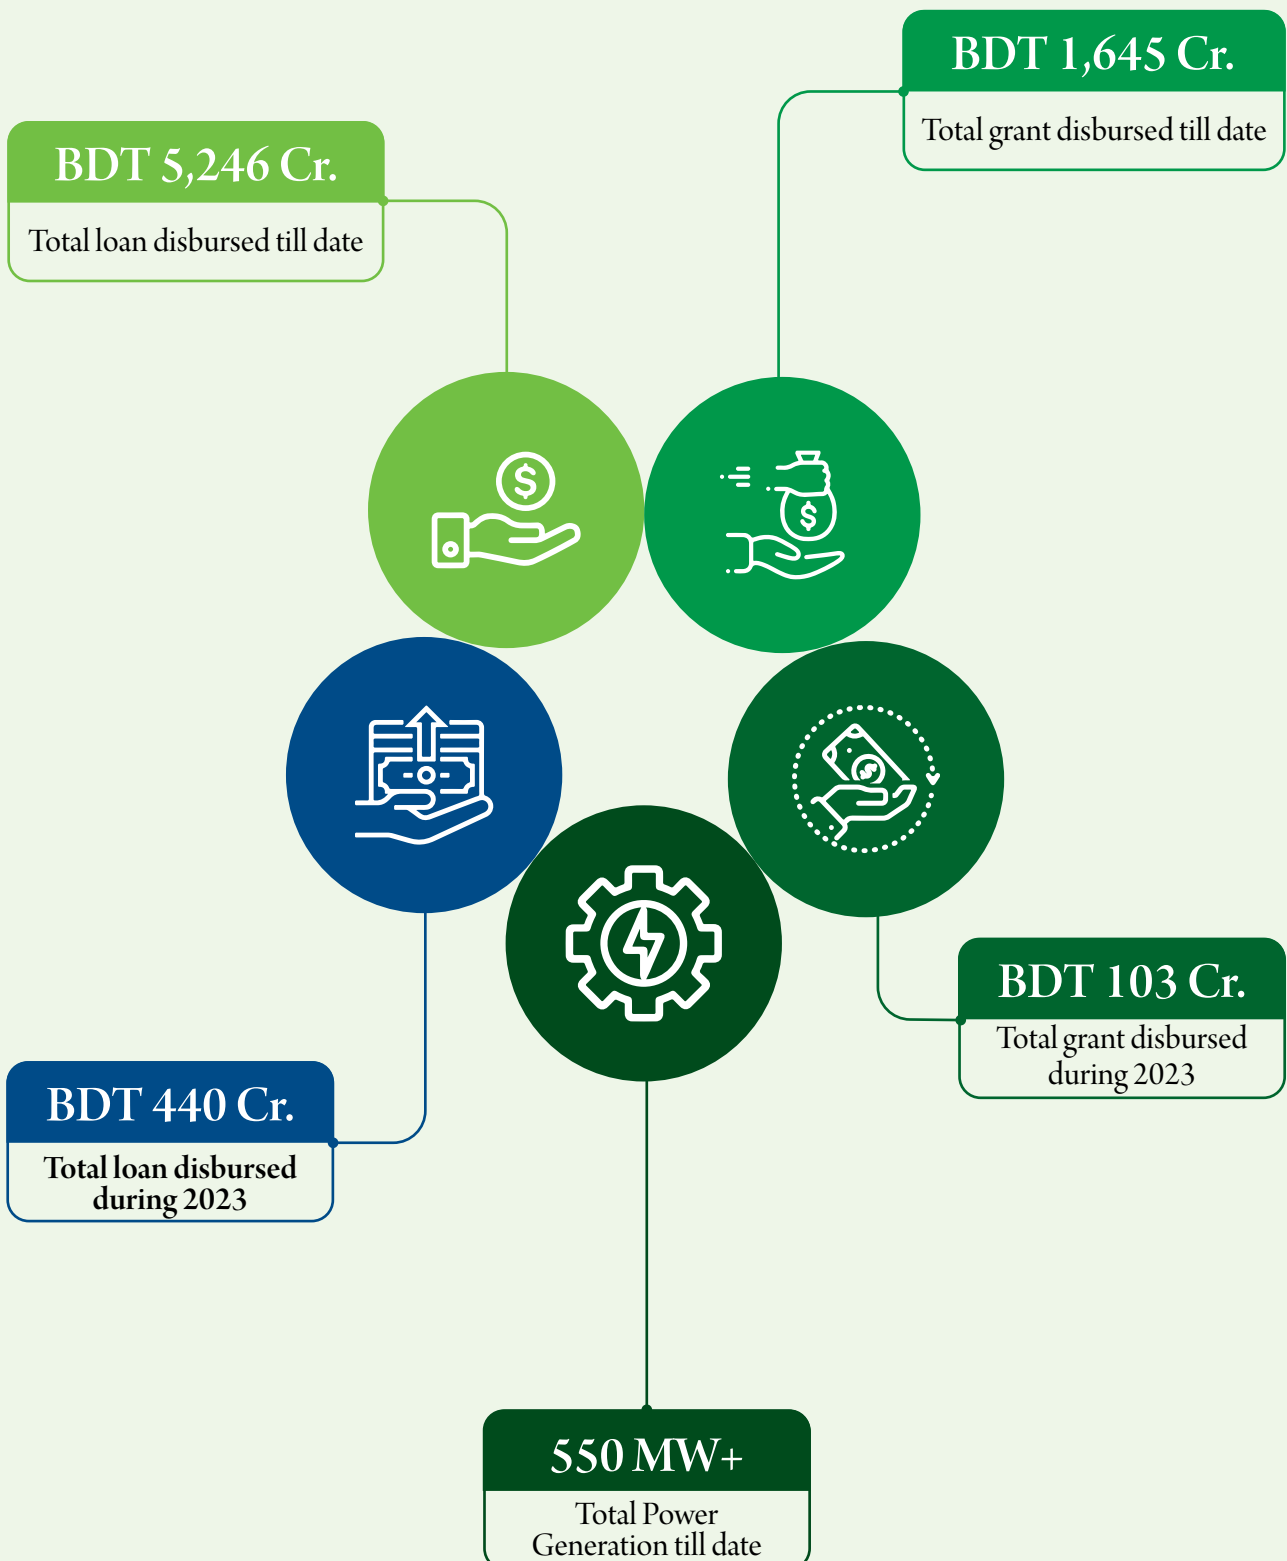 BDT 1,645 Cr.
Total grant disbursed till date
BDT 5,246 Cr.
Total loan disbursed till date
BDT 103 Cr.
Total grant disbursed
during 2023
BDT 440 Cr.
Total loan disbursed
during 2023
550 MW+
Total Power
Generation till date